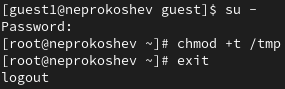 [guest1@neprokoshev guest]$ su -
Password:
[root@neprokoshev ~]# chmod +t /tmp
[root@neprokoshev ~]# exit
logout